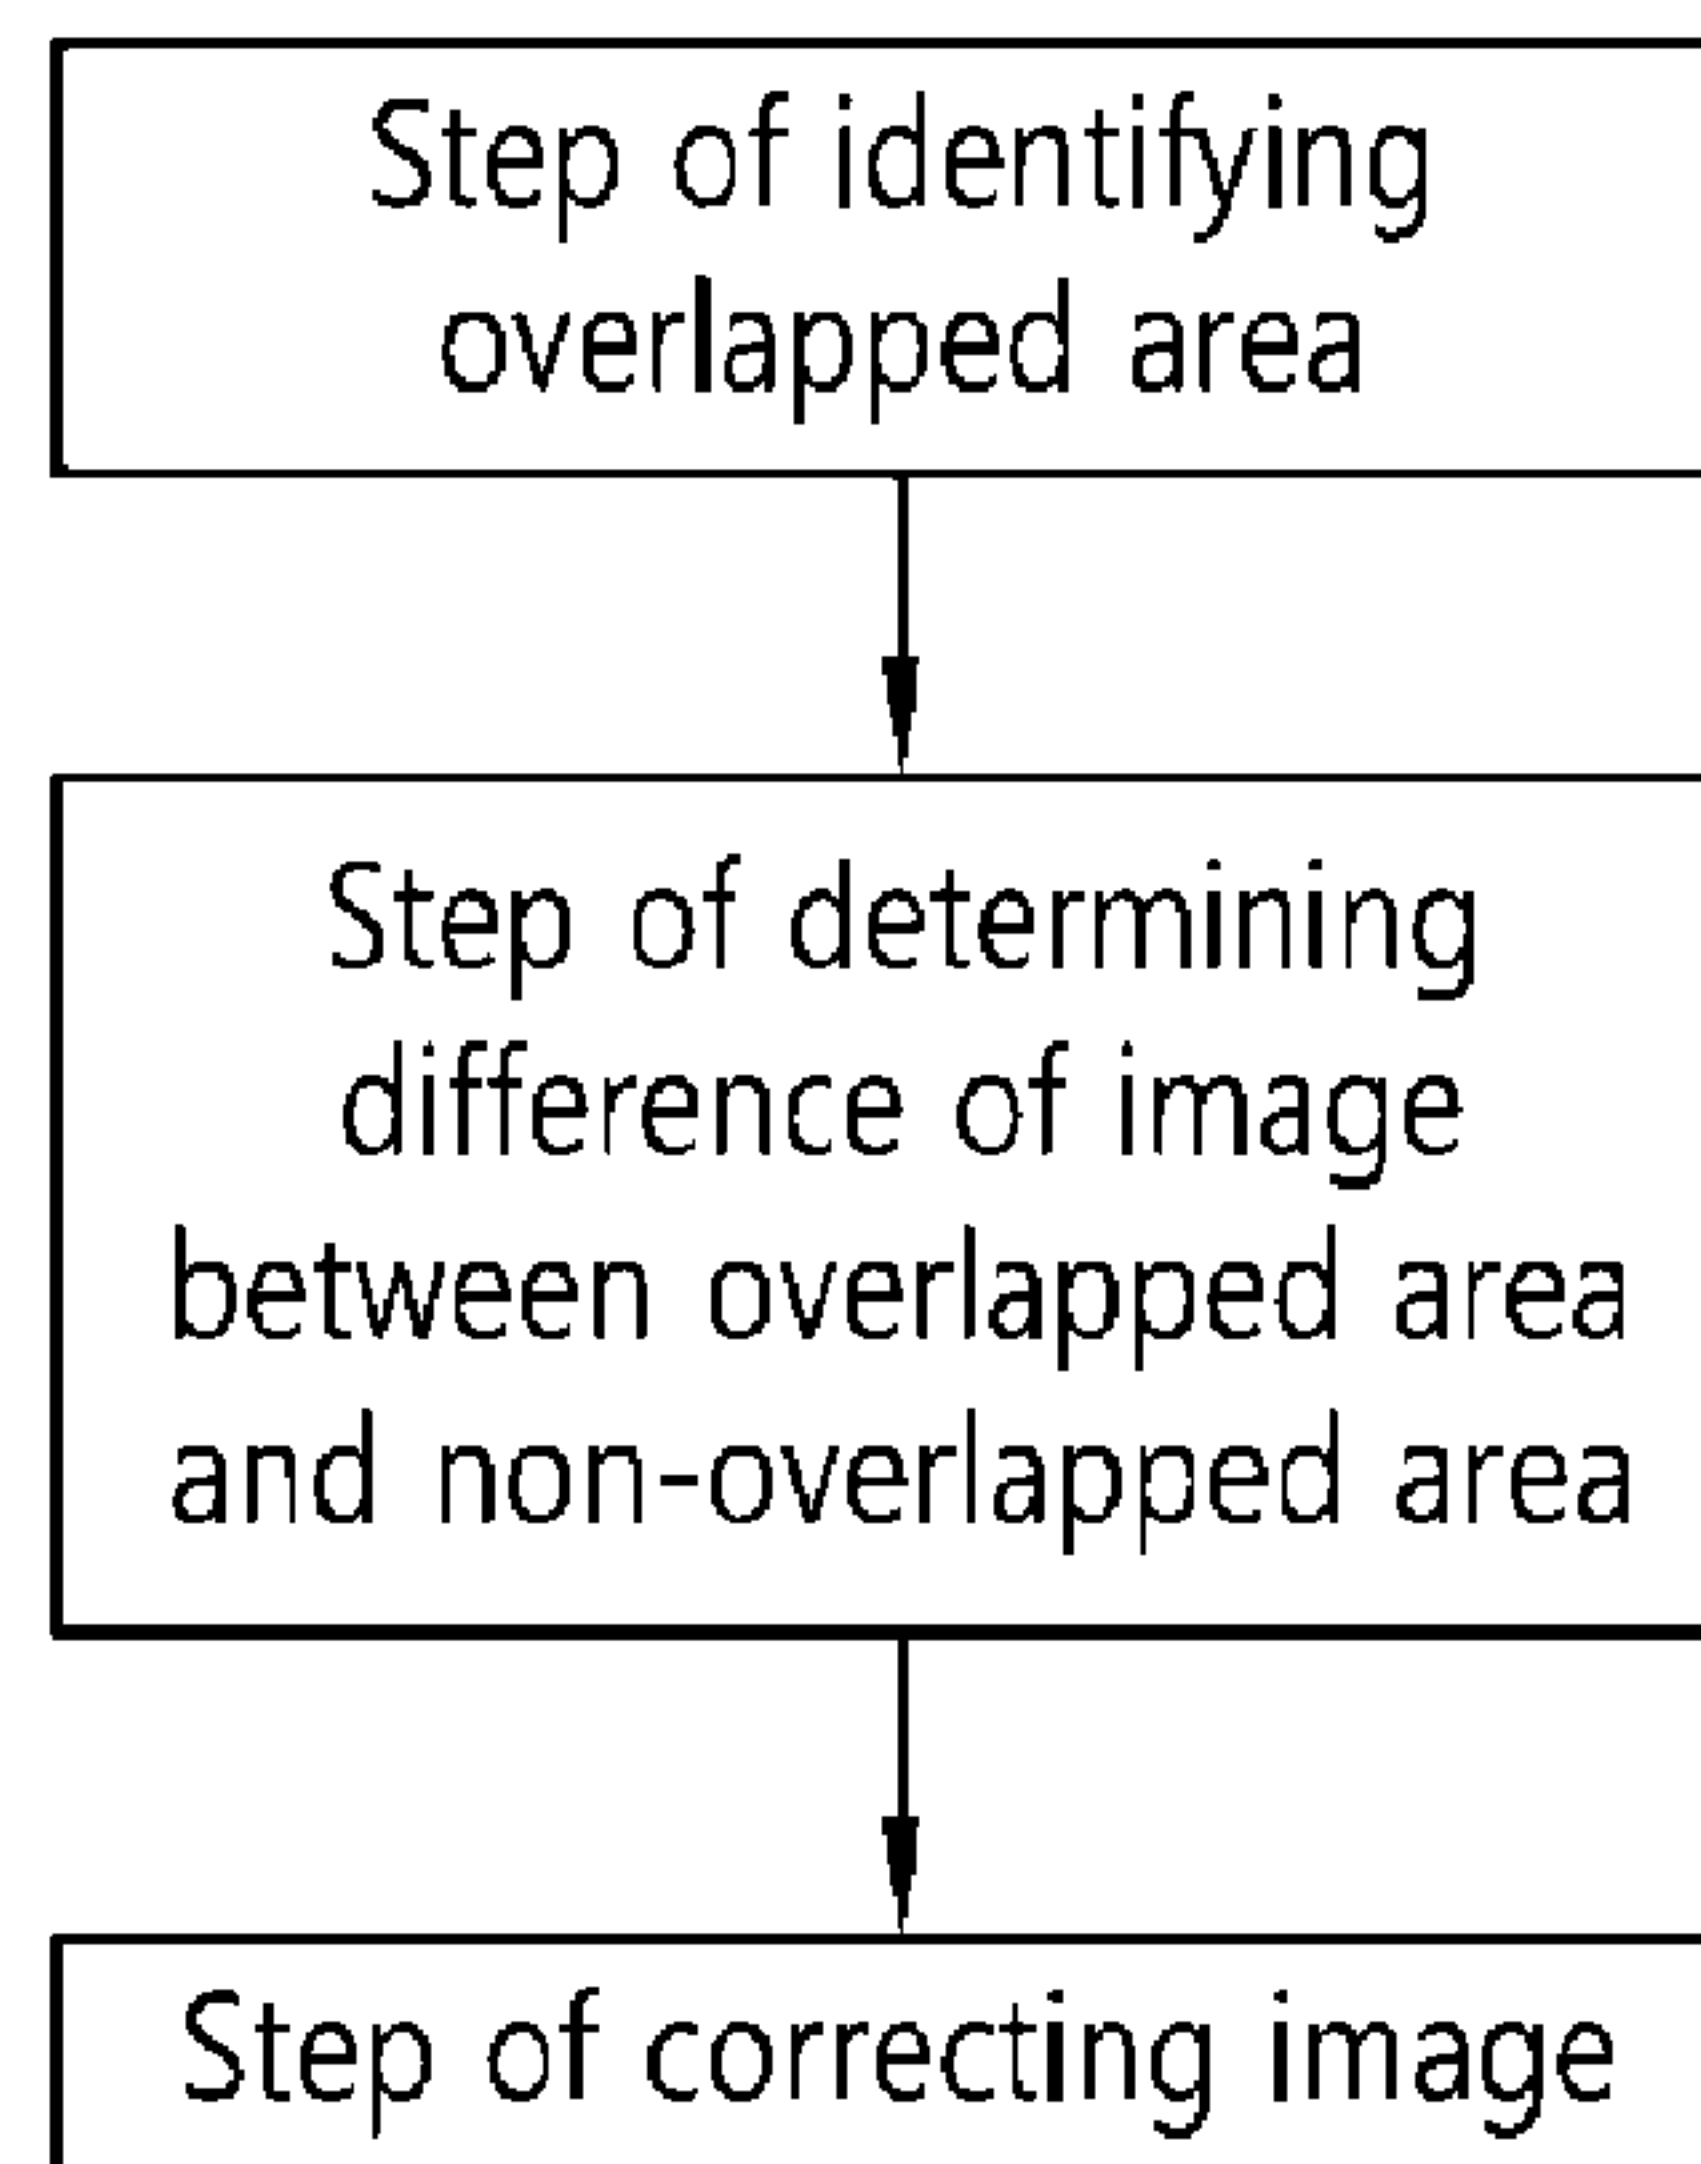 Step of identifying
overlapped area
Step of determining
difference of image
between overlapped area
and non-overlapped area
Step of correcting image